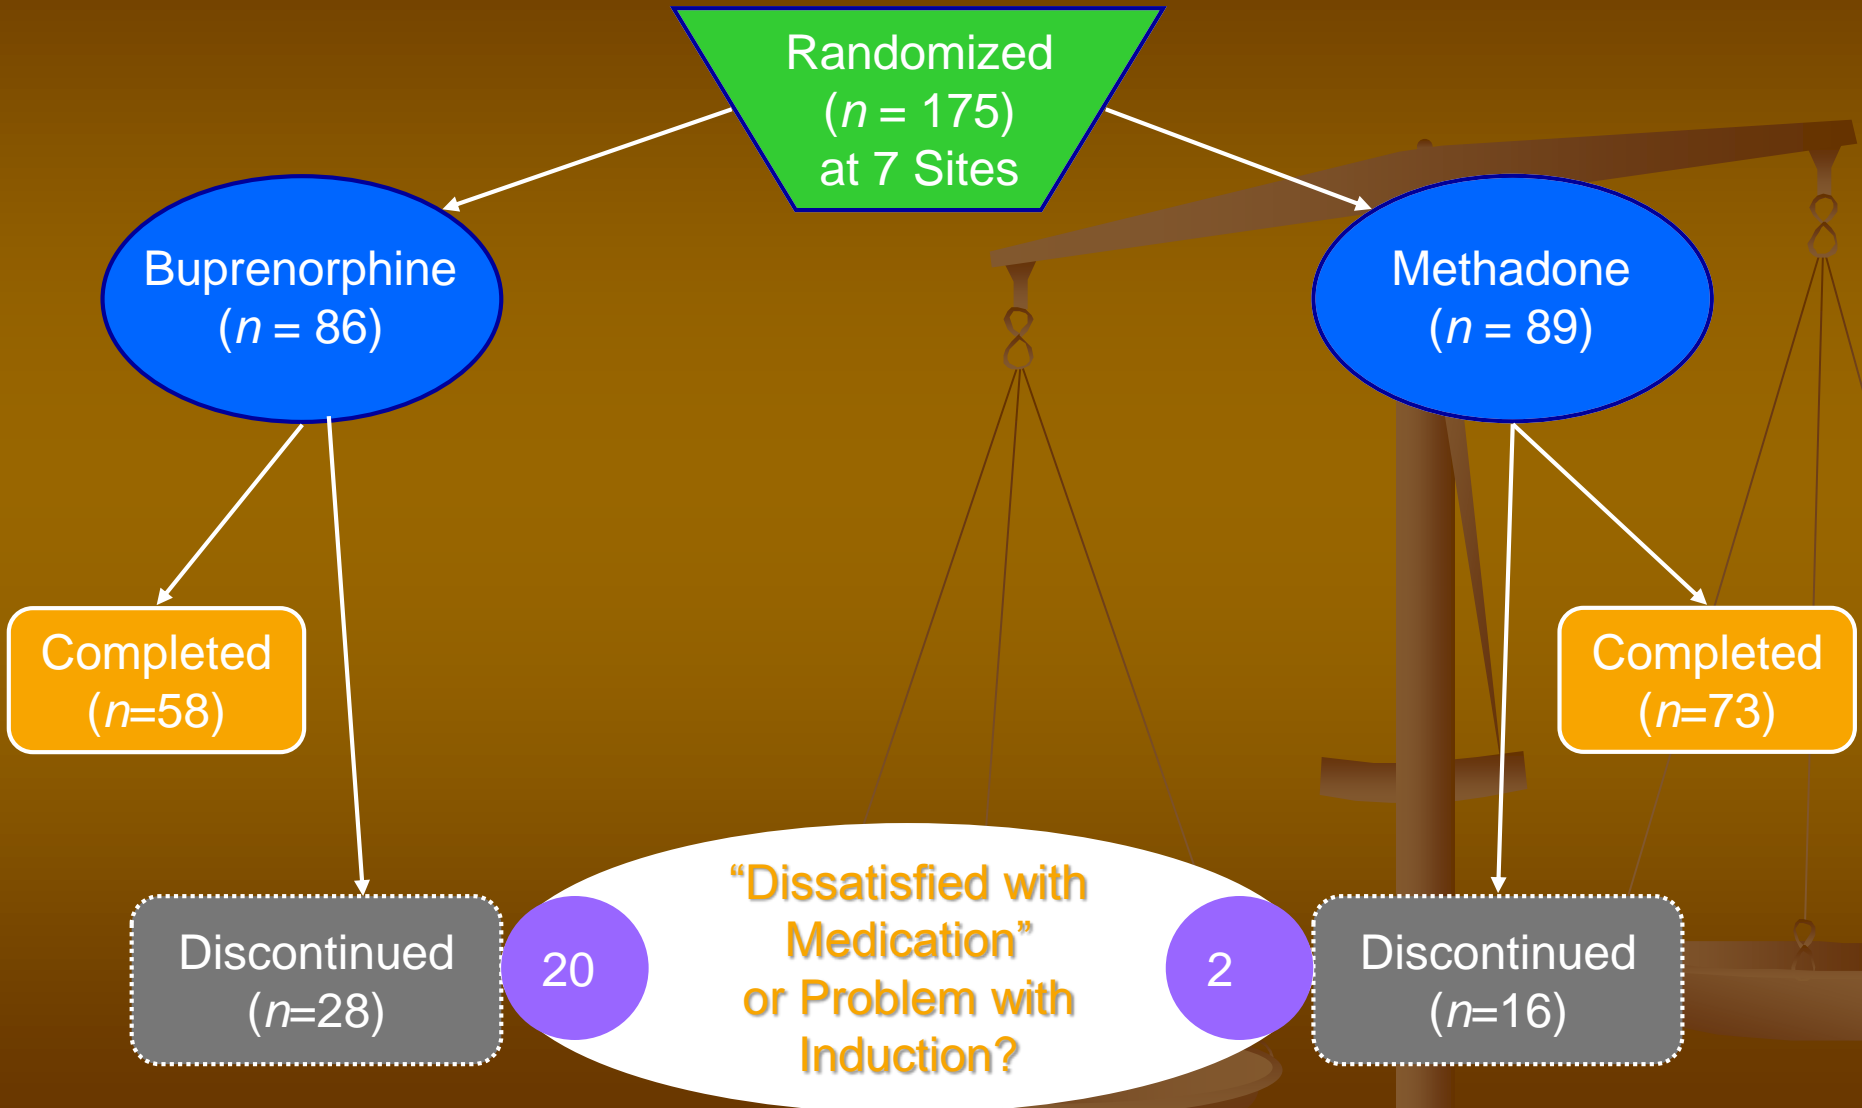 Randomized
(n = 175)
at 7 Sites
Buprenorphine
(n = 86)
Methadone
(n = 89)
Completed
(n=58)
Completed
(n=73)
Discontinued
(n=28)
20
“Dissatisfied with
Medication”
or Problem with
Induction?
2
Discontinued
(n=16)